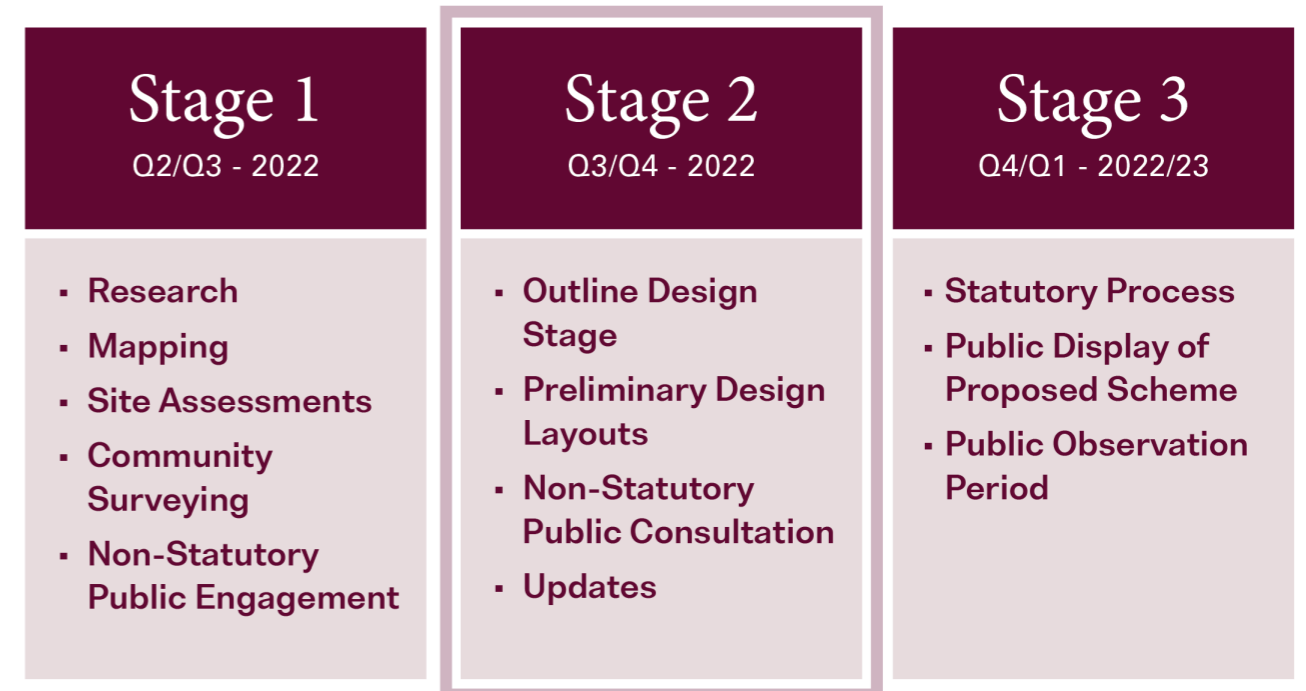 Stage 1
Q2/Q3 - 2022
▪ Research
▪ Mapping
▪ Site Assessments
▪ Community
Surveying
▪ Non-Statutory
Public Engagement
Stage 2
Q3/Q4 - 2022
▪ Outline Design
Stage
▪ Preliminary Design
Layouts
▪ Non-Statutory
Public Consultation
▪ Updates
Stage 3
Q4/Q1 - 2022/23
▪ Statutory Process
▪ Public Display of
Proposed Scheme
▪ Public Observation
Period